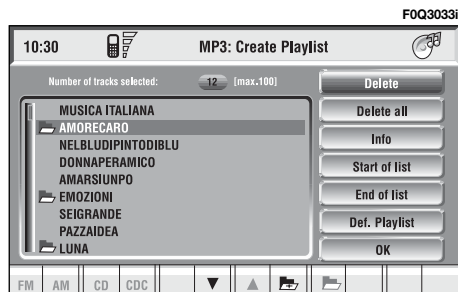 F0Q3033i
10:30 MP3: Create Playlist
Number of tracks selected: 12 [max.100]
MUSICA ITALIANA
AMORECARO
NELBLUDIPINTODIBLU
DONNAPERAMICO
AMARSIUNPO
EMOZIONI
SEIGRANDE
PAZZAIDEA
LUNA
Delete
Delete all
Info
Start of list
End of list
Def. Playlist
OK
FM AM CD CDC